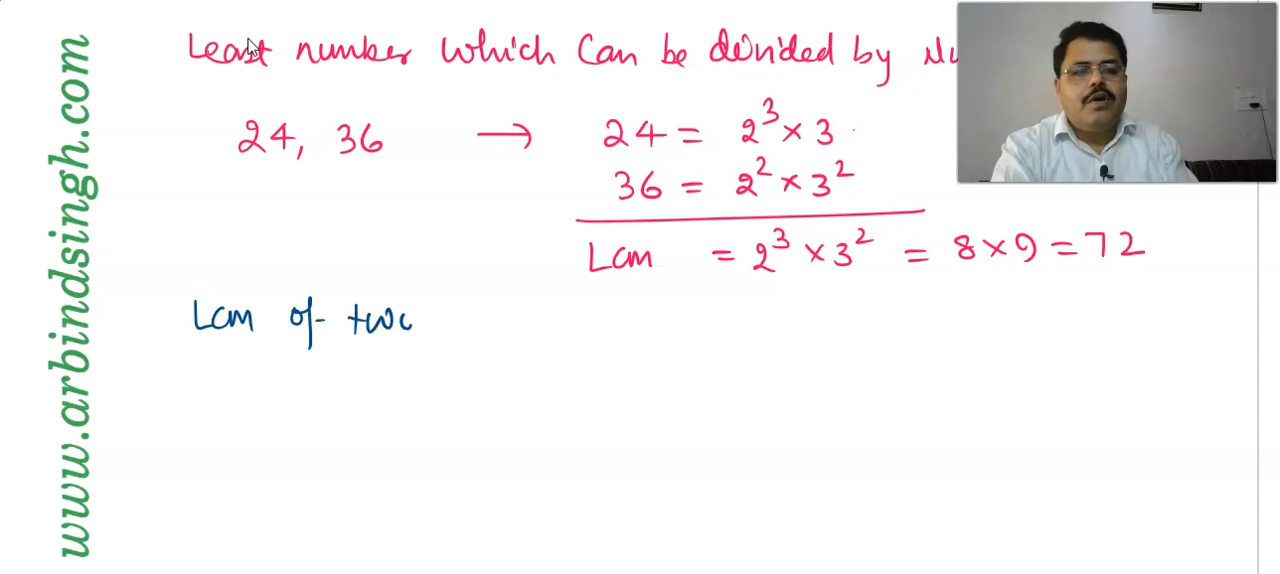 www.arbindsingh.com
Least number which can be divided by
24, 36 → 24 = 2³ × 3
36 = 2² × 3²
Lcm = 2³ × 3² = 8 × 9 = 72
Lcm of two